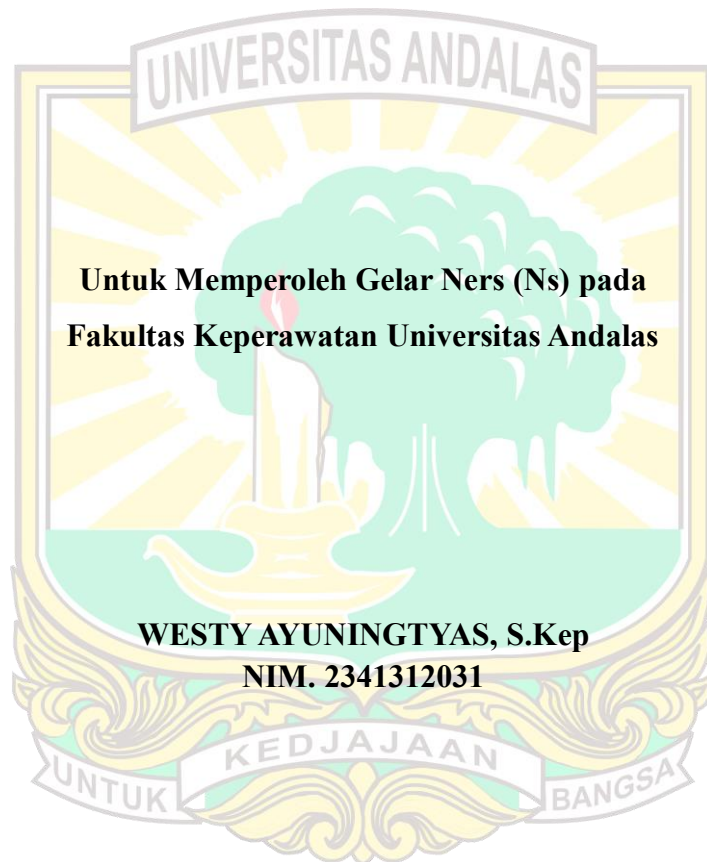 UNIVERSITAS ANDALAS
Untuk Memperoleh Gelar Ners (Ns) pada
Fakultas Keperawatan Universitas Andalas
WESTY AYUNINGTYAS, S.Kep
NIM. 2341312031
UNTUK KEDJAJAAN BANGSA